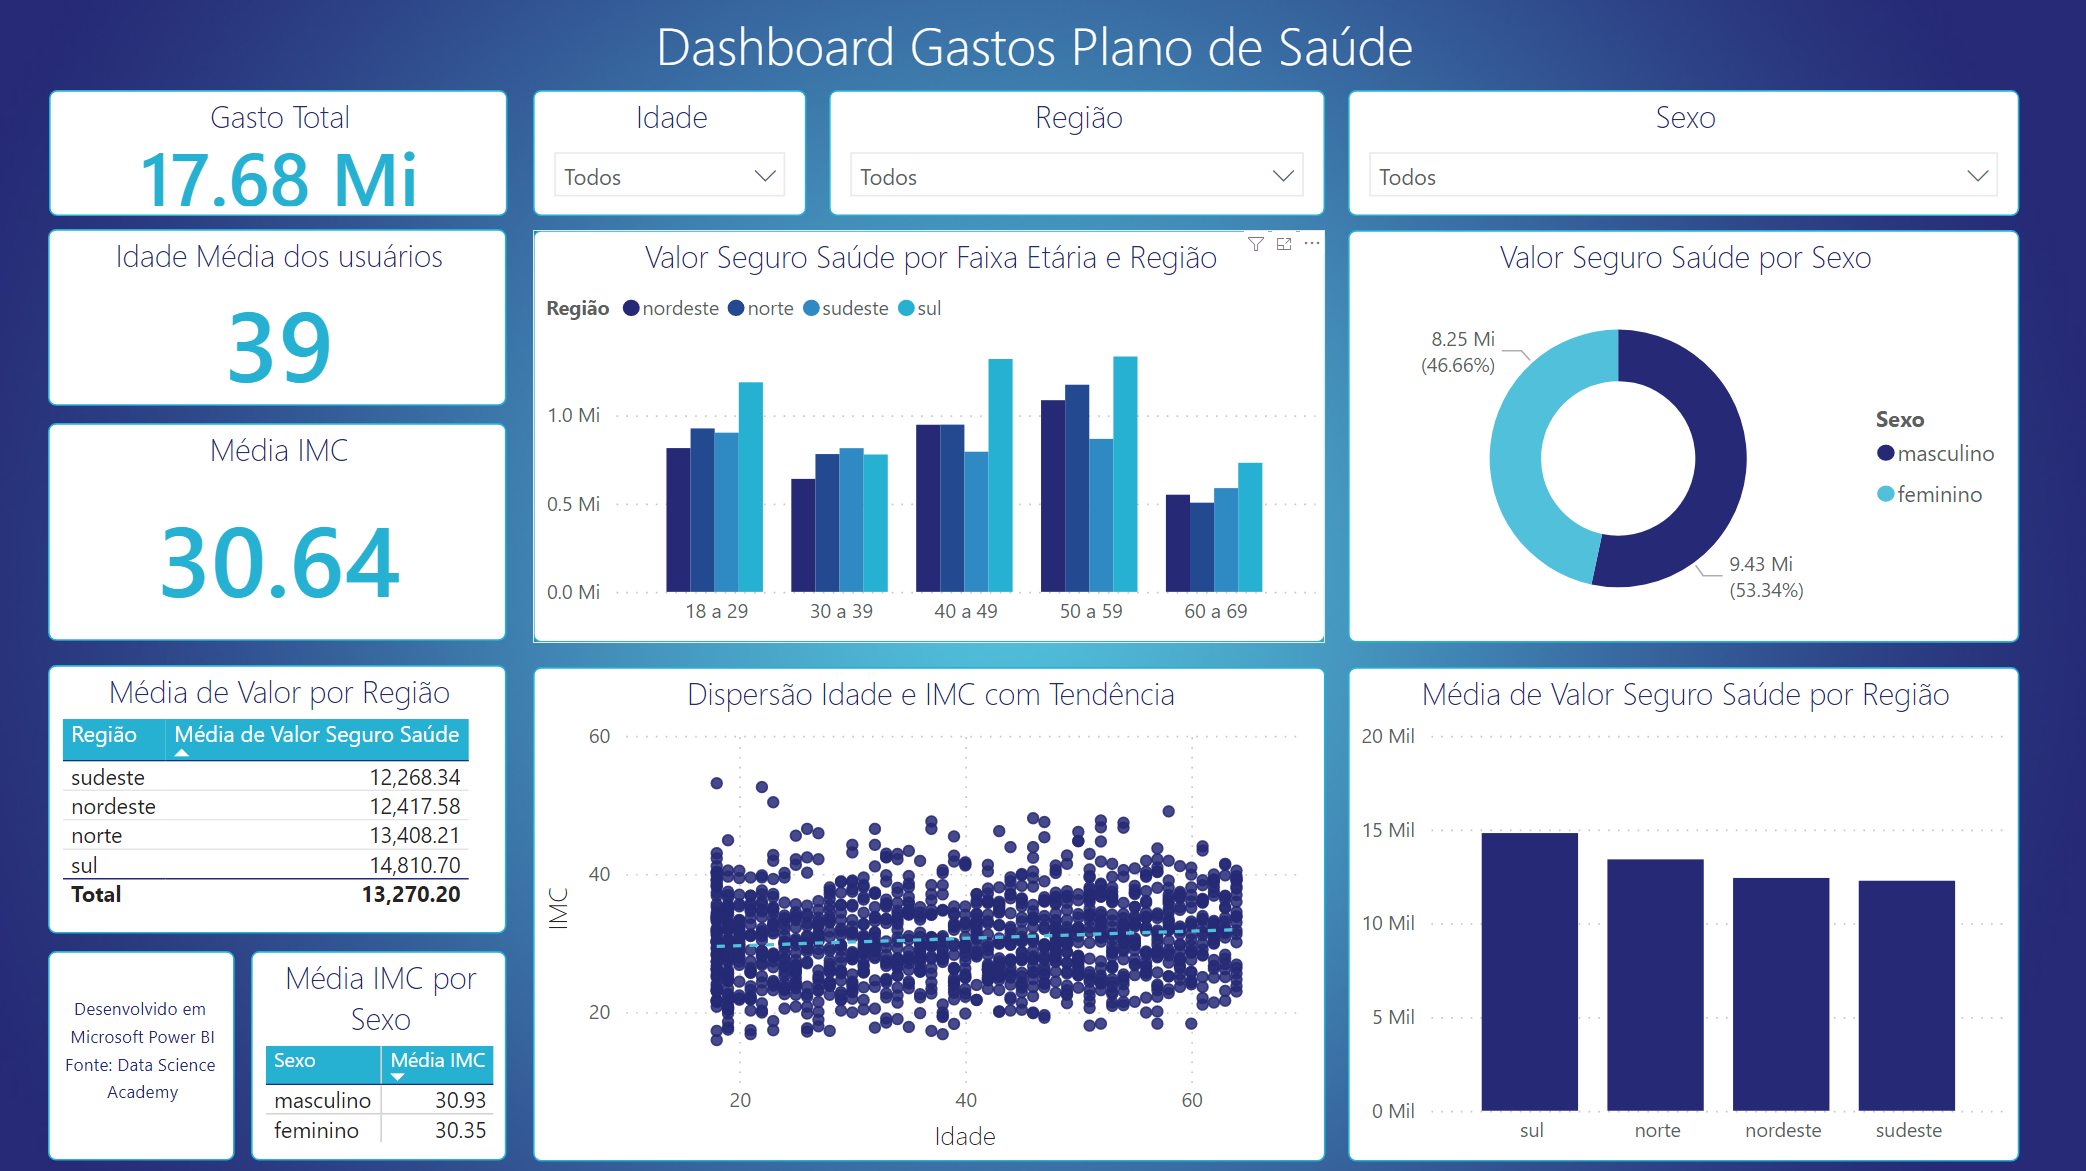 Dashboard Gastos Plano de Saúde
Gasto Total
17.68 Mi
Idade
Todos
Região
Todos
Sexo
Todos
Idade Média dos usuários
39
Média IMC
30.64
Valor Seguro Saúde por Faixa Etária e Região
Região nordeste norte sudeste sul
1.0 Mi
0.5 Mi
0.0 Mi
18 a 29 30 a 39 40 a 49 50 a 59 60 a 69
Valor Seguro Saúde por Sexo
8.25 Mi
(46.66%)
Sexo
masculino
feminino
9.43 Mi
(53.34%)
Média de Valor por Região
Região Média de Valor Seguro Saúde
sudeste 12,268.34
nordeste 12,417.58
norte 13,408.21
sul 14,810.70
Total 13,270.20
Desenvolvido em
Microsoft Power BI
Fonte: Data Science
Academy
Média IMC por
Sexo
Sexo Média IMC
masculino 30.93
feminino 30.35
Dispersão Idade e IMC com Tendência
60
40
20
IMC
20 40 60
Idade
Média de Valor Seguro Saúde por Região
20 Mil
15 Mil
10 Mil
5 Mil
0 Mil
sul norte nordeste sudeste